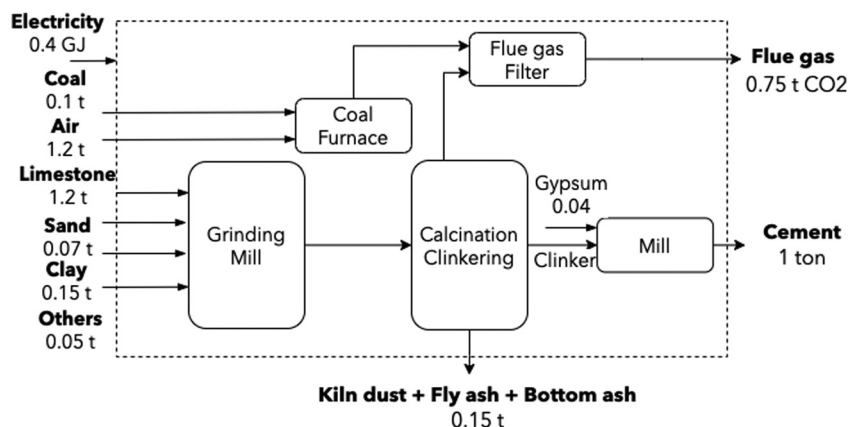 Electricity
0.4 GJ
Coal
0.1 t
Air
1.2 t
Limestone
1.2 t
Sand
0.07 t
Clay
0.15 t
Others
0.05 t
Coal
Furnace
Flue gas
Filter
Flue gas
0.75 t CO2
Grinding
Mill
Calcination
Clinkering
Gypsum
0.04
Clinker
Mill
Cement
1 ton
Kiln dust + Fly ash + Bottom ash
0.15 t